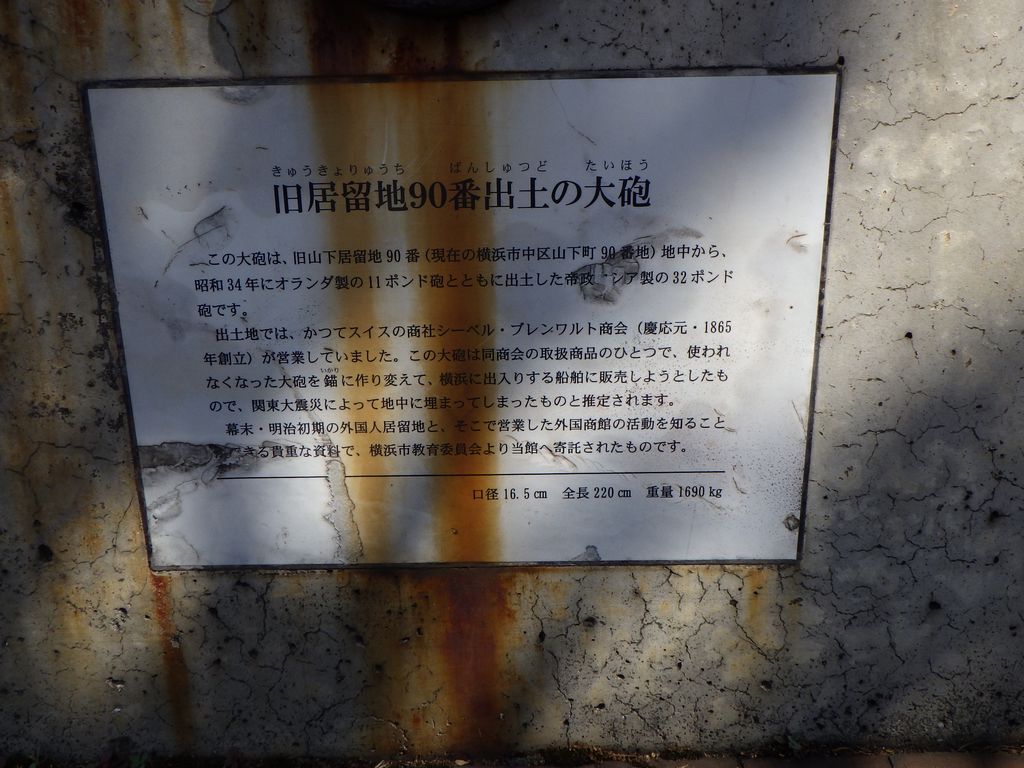 きゅうきょりゅうち ばんしゅつど たいほう
旧居留地90番出土の大砲
この大砲は、旧山下居留地90番（現在の横浜市中区山下町90番地）地中から、
昭和34年にオランダ製の11ポンド砲とともに出土した帝政 シア製の32ポンド
砲です。
出土地では、かつてスイスの商社シーベル・ブレンワルト商会（慶応元・1865
年創立）が営業していました。この大砲は同商会の取扱商品のひとつで、使われ
いかり
なくなった大砲を錨に作り変えて、横浜に出入りする船舶に販売しようとしたも
ので、関東大震災によって地中に埋まってしまったものと推定されます。
幕末・明治初期の外国人居留地と、そこで営業した外国商館の活動を知ること
できる貴重な資料で、横浜市教育委員会より当館へ寄託されたものです。
口径16.5㎝ 全長220㎝ 重量1690㎏